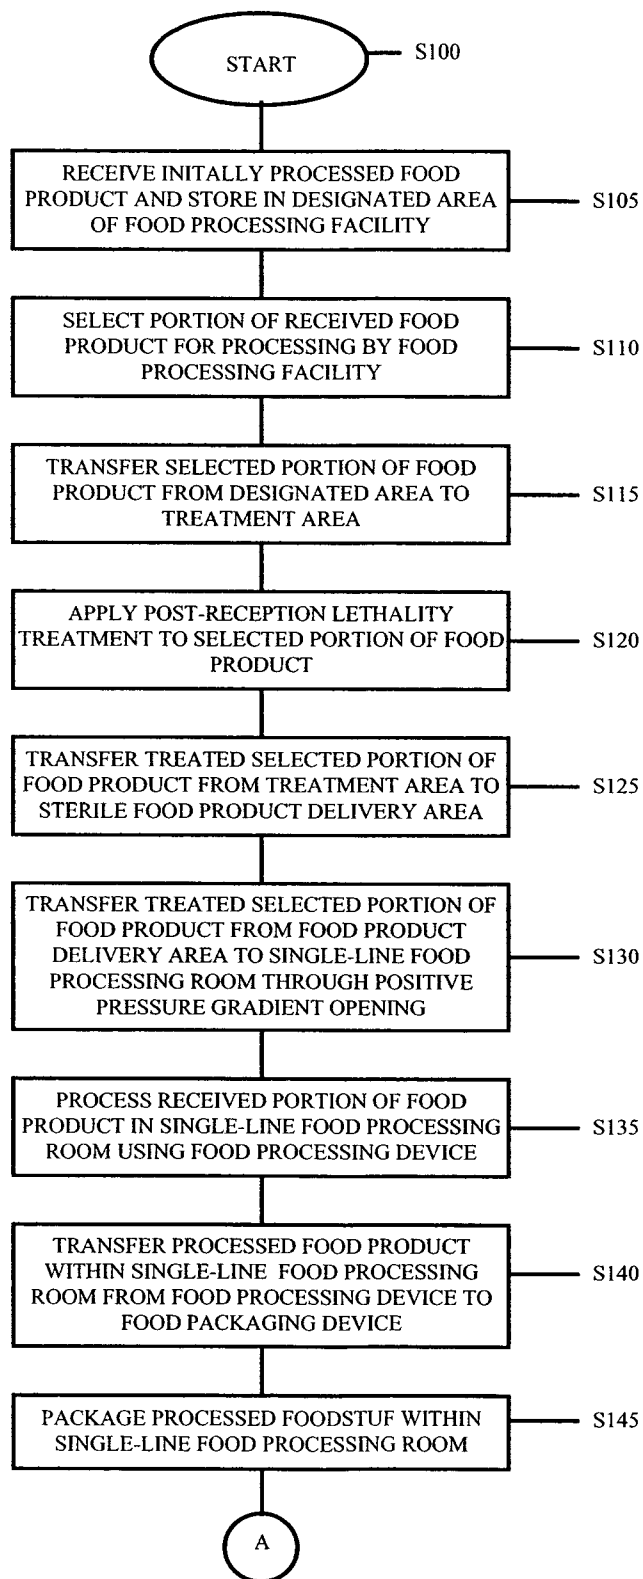 START
S100
RECEIVE INITALLY PROCESSED FOOD
PRODUCT AND STORE IN DESIGNATED AREA
OF FOOD PROCESSING FACILITY
S105
SELECT PORTION OF RECEIVED FOOD
PRODUCT FOR PROCESSING BY FOOD
PROCESSING FACILITY
S110
TRANSFER SELECTED PORTION OF FOOD
PRODUCT FROM DESIGNATED AREA TO
TREATMENT AREA
S115
APPLY POST-RECEPTION LETHALITY
TREATMENT TO SELECTED PORTION OF FOOD
PRODUCT
S120
TRANSFER TREATED SELECTED PORTION OF
FOOD PRODUCT FROM TREATMENT AREA TO
STERILE FOOD PRODUCT DELIVERY AREA
S125
TRANSFER TREATED SELECTED PORTION OF
FOOD PRODUCT FROM FOOD PRODUCT
DELIVERY AREA TO SINGLE-LINE FOOD
PROCESSING ROOM THROUGH POSITIVE
PRESSURE GRADIENT OPENING
S130
PROCESS RECEIVED PORTION OF FOOD
PRODUCT IN SINGLE-LINE FOOD PROCESSING
ROOM USING FOOD PROCESSING DEVICE
S135
TRANSFER PROCESSED FOOD PRODUCT
WITHIN SINGLE-LINE FOOD PROCESSING
ROOM FROM FOOD PROCESSING DEVICE TO
FOOD PACKAGING DEVICE
S140
PACKAGE PROCESSED FOODSTUF WITHIN
SINGLE-LINE FOOD PROCESSING ROOM
S145
A